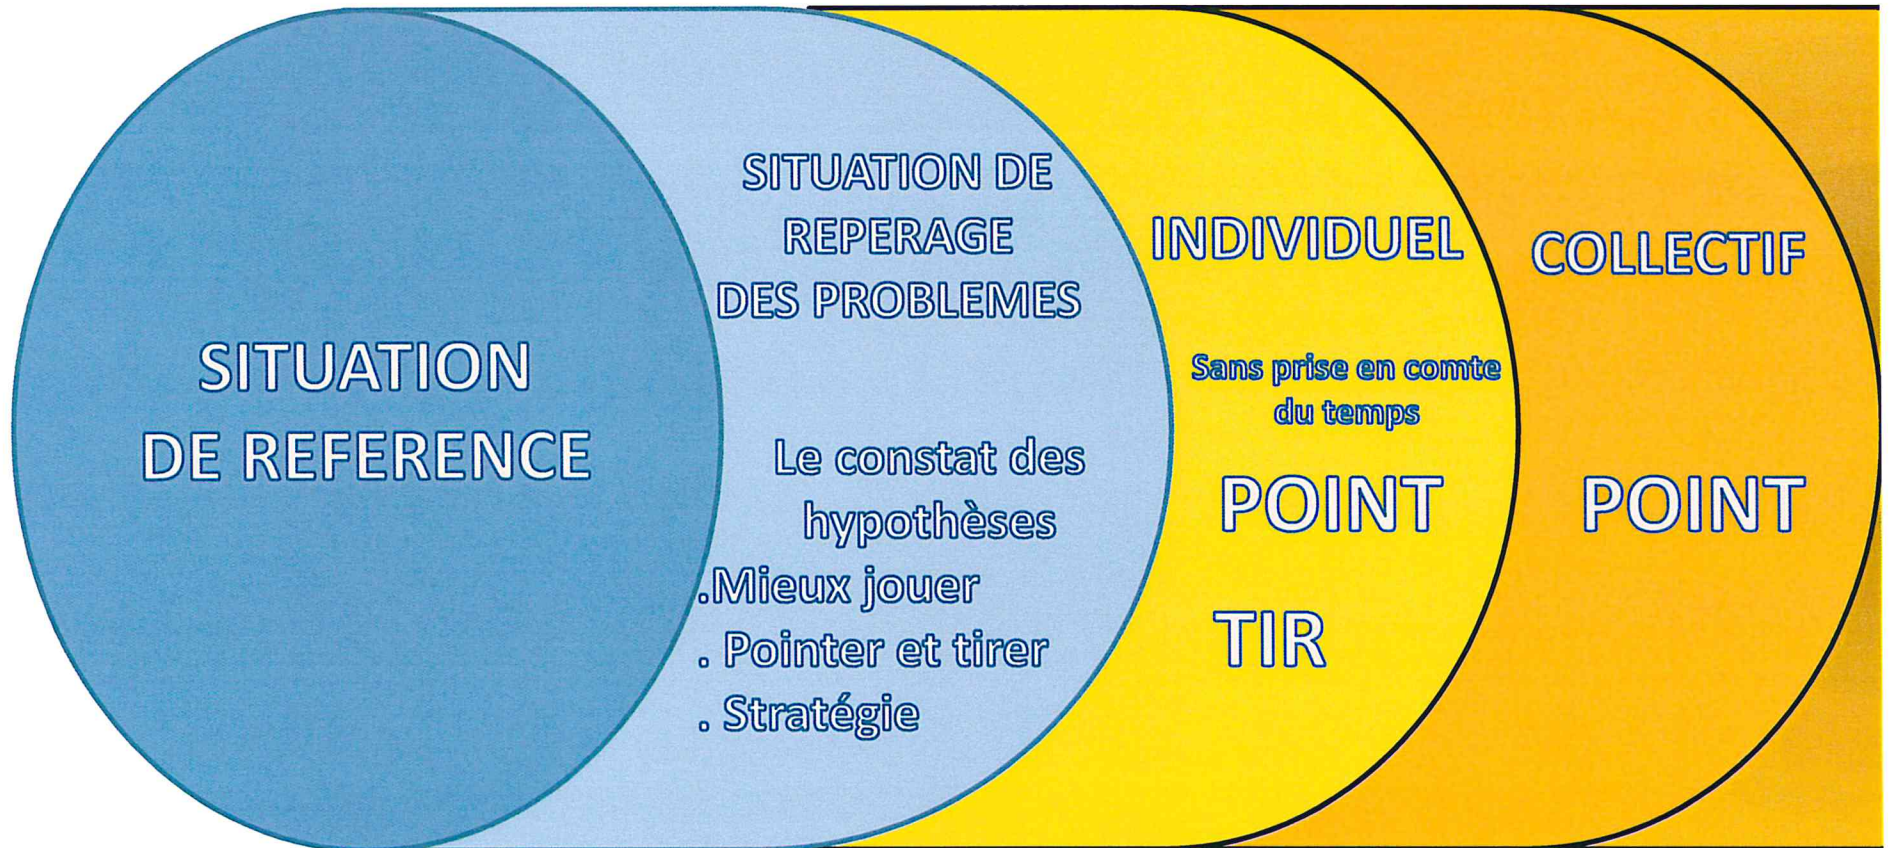 SITUATION
DE REFERENCE
SITUATION DE
REPERAGE
DES PROBLEMES
Le constat des
hypothèses
.Mieux jouer
. Pointer et tirer
. Stratégie
INDIVIDUEL
Sans prise en comte
du temps
POINT
TIR
COLLECTIF
POINT